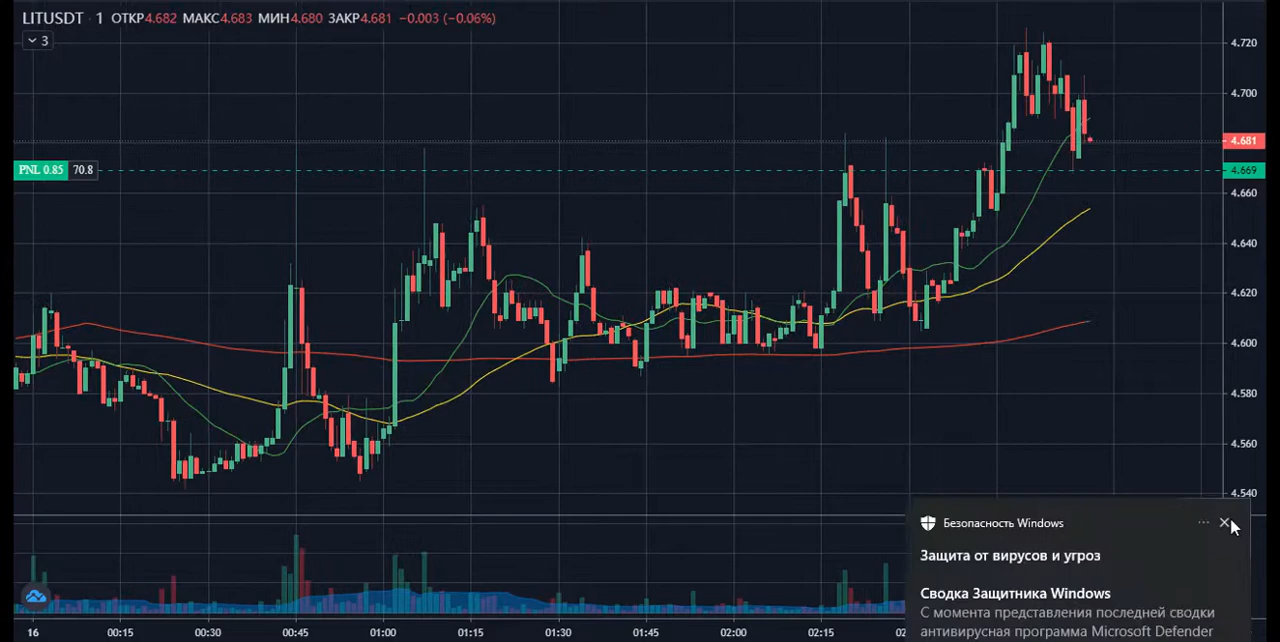 LITUSDT • 1 ОТКР4.682 МАКС4.683 МИН4.680 ЗАКР4.681 −0.003 (−0.06%)
3
4.720
4.700
4.681
PNL 0.85 70.8
4.669
4.660
4.640
4.620
4.600
4.580
4.560
4.540
Безопасность Windows
Защита от вирусов и угроз
Сводка Защитника Windows
С момента представления последней сводки
антивирусная программа Microsoft Defender
16 00:15 00:30 00:45 01:00 01:15 01:30 01:45 02:00 02:15